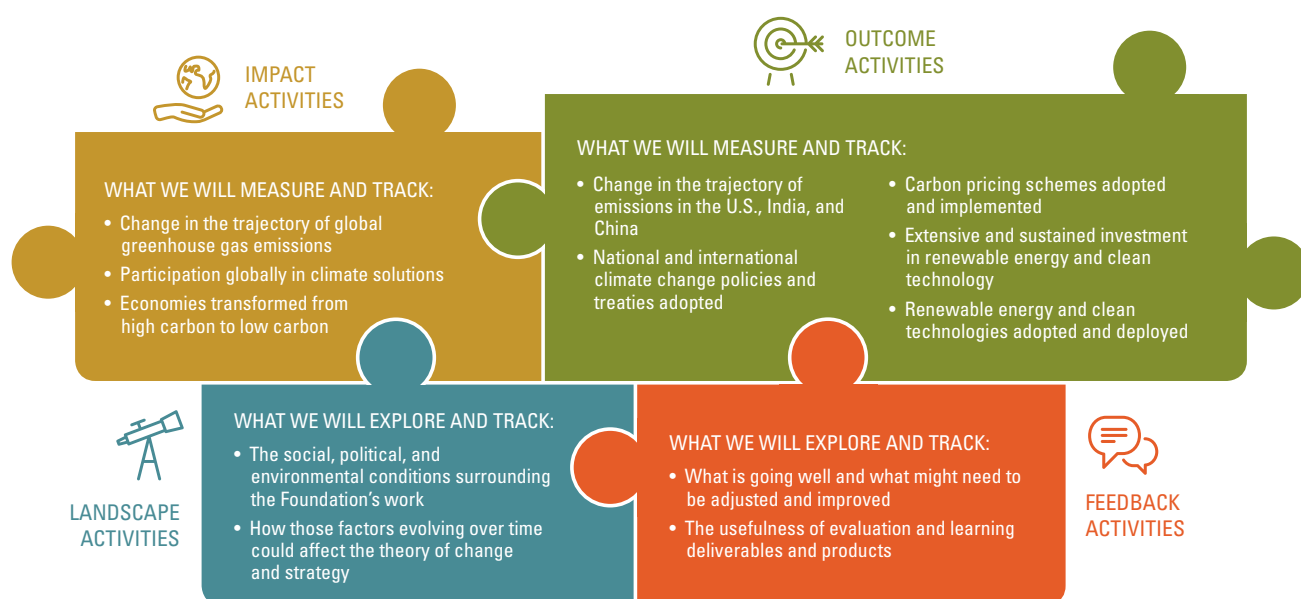 IMPACT
ACTIVITIES
WHAT WE WILL MEASURE AND TRACK:
• Change in the trajectory of global
greenhouse gas emissions
• Participation globally in climate solutions
• Economies transformed from
high carbon to low carbon
OUTCOME
ACTIVITIES
WHAT WE WILL MEASURE AND TRACK:
• Change in the trajectory of
emissions in the U.S., India, and
China
• National and international
climate change policies and
treaties adopted
• Carbon pricing schemes adopted
and implemented
• Extensive and sustained investment
in renewable energy and clean
technology
• Renewable energy and clean
technologies adopted and deployed
LANDSCAPE
ACTIVITIES
WHAT WE WILL EXPLORE AND TRACK:
• The social, political, and
environmental conditions surrounding
the Foundation’s work
• How those factors evolving over time
could affect the theory of change
and strategy
WHAT WE WILL EXPLORE AND TRACK:
• What is going well and what might need to
be adjusted and improved
• The usefulness of evaluation and learning
deliverables and products
FEEDBACK
ACTIVITIES